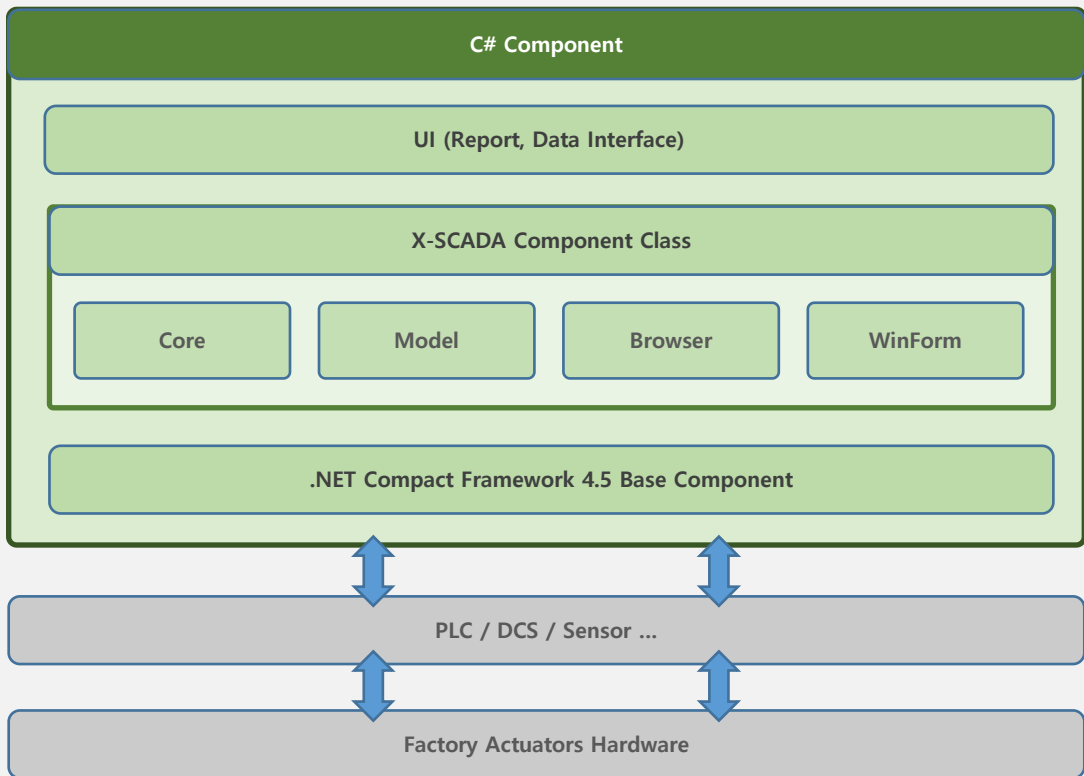 C# Component
UI (Report, Data Interface)
X-SCADA Component Class
Core
Model
Browser
WinForm
.NET Compact Framework 4.5 Base Component
PLC / DCS / Sensor ...
Factory Actuators Hardware